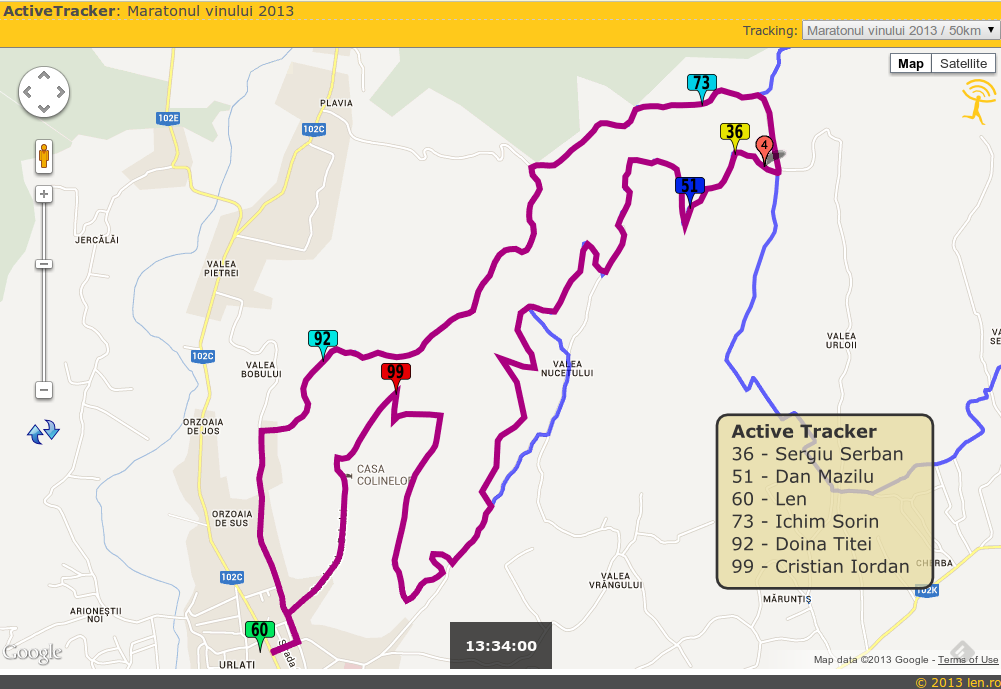 ActiveTracker: Maratonul vinului 2013
Tracking: Maratonul vinului 2013 / 50km
Map Satellite
73
PLAVIA
102E
102C
36
4
51
JERCĂLĂI
VALEA
PIETREI
92
VALEA
URLOII
102C
VALEA
BOBULUI
99
VALEA
NUCETULUI
ORZOAIA
DE JOS
Active Tracker
36 - Sergiu Serban
51 - Dan Mazilu
60 - Len
73 - Ichim Sorin
92 - Doina Titei
99 - Cristian Iordan
CASA
COLINELOR
ORZOAIA
DE SUS
102C
VALEA
VRÂNGULUI
CHERBA
102K
MĂRUNȚIȘ
ARIONEȘTII
NOI
60
Strada
URLATI
13:34:00
Google
Map data ©2013 Google - Terms of Use
© 2013 len.ro